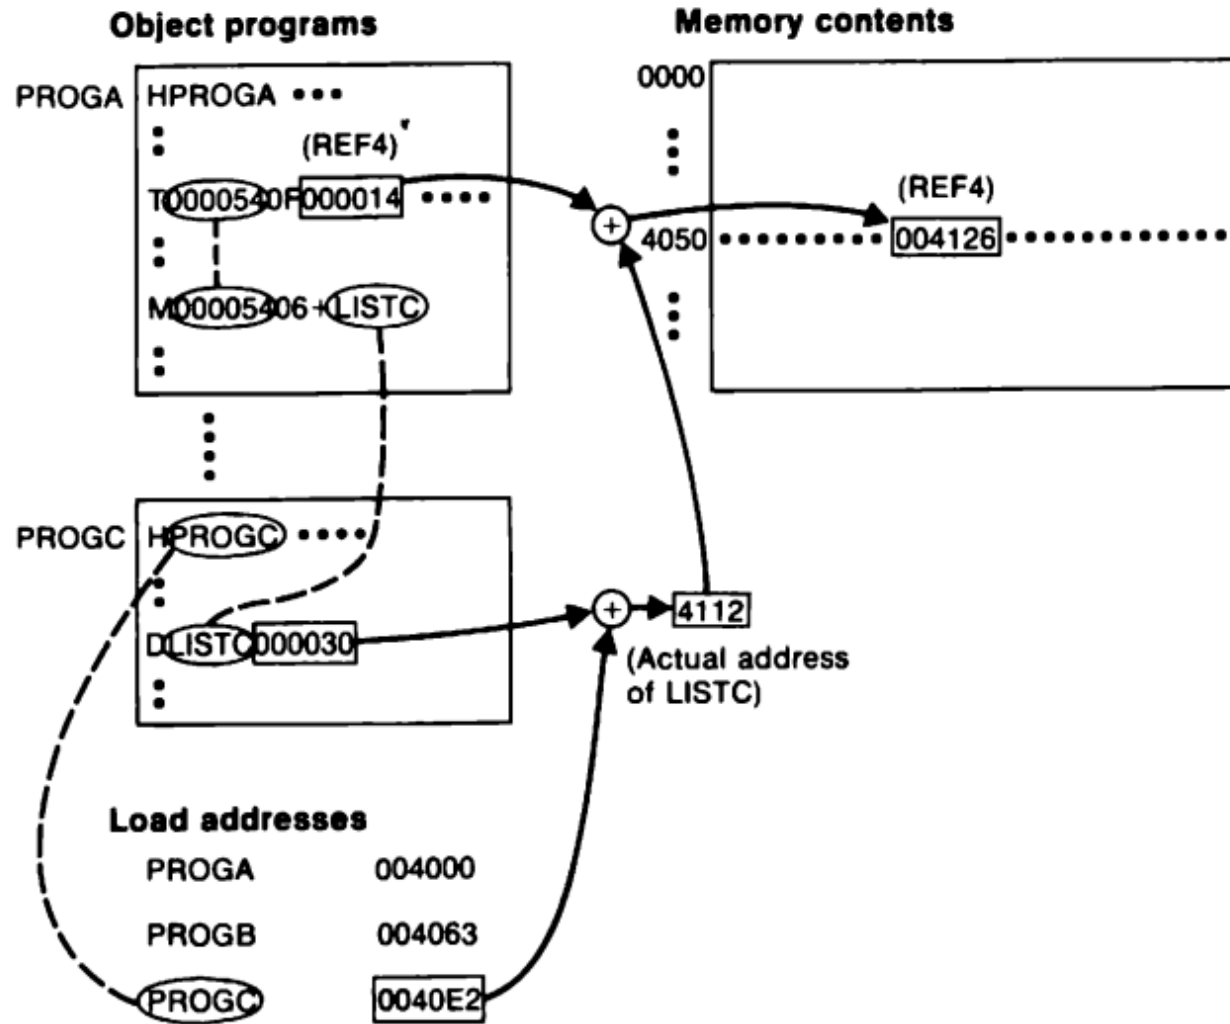 Object programs
PROGA
HPROGA •••
(REF4)
T0000540F000014 ••••
M00005406+LISTC
PROGC
HPROGC ••••
DLISTC000030
Load addresses
PROGA 004000
PROGB 004063
PROGC 0040E2
+
4112
(Actual address
of LISTC)
+
Memory contents
0000
(REF4)
4050 ••••••••• 004126 ••••••••••••